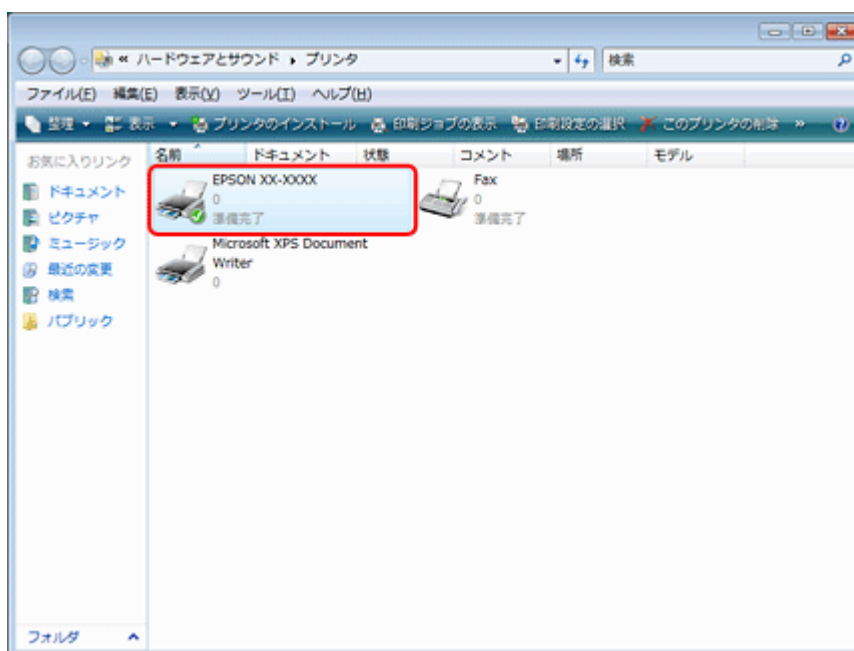 « ハードウェアとサウンド ▸ プリンタ
検索
ファイル(F) 編集(E) 表示(V) ツール(T) ヘルプ(H)
整理 表示 プリンタのインストール 印刷ジョブの表示 印刷設定の選択 このプリンタの削除 »
お気に入りリンク
ドキュメント
ピクチャ
ミュージック
最近の変更
検索
パブリック
名前 ドキュメント 状態 コメント 場所 モデル
EPSON XX-XXXX
0
準備完了
Fax
0
準備完了
Microsoft XPS Document
Writer
0
フォルダ